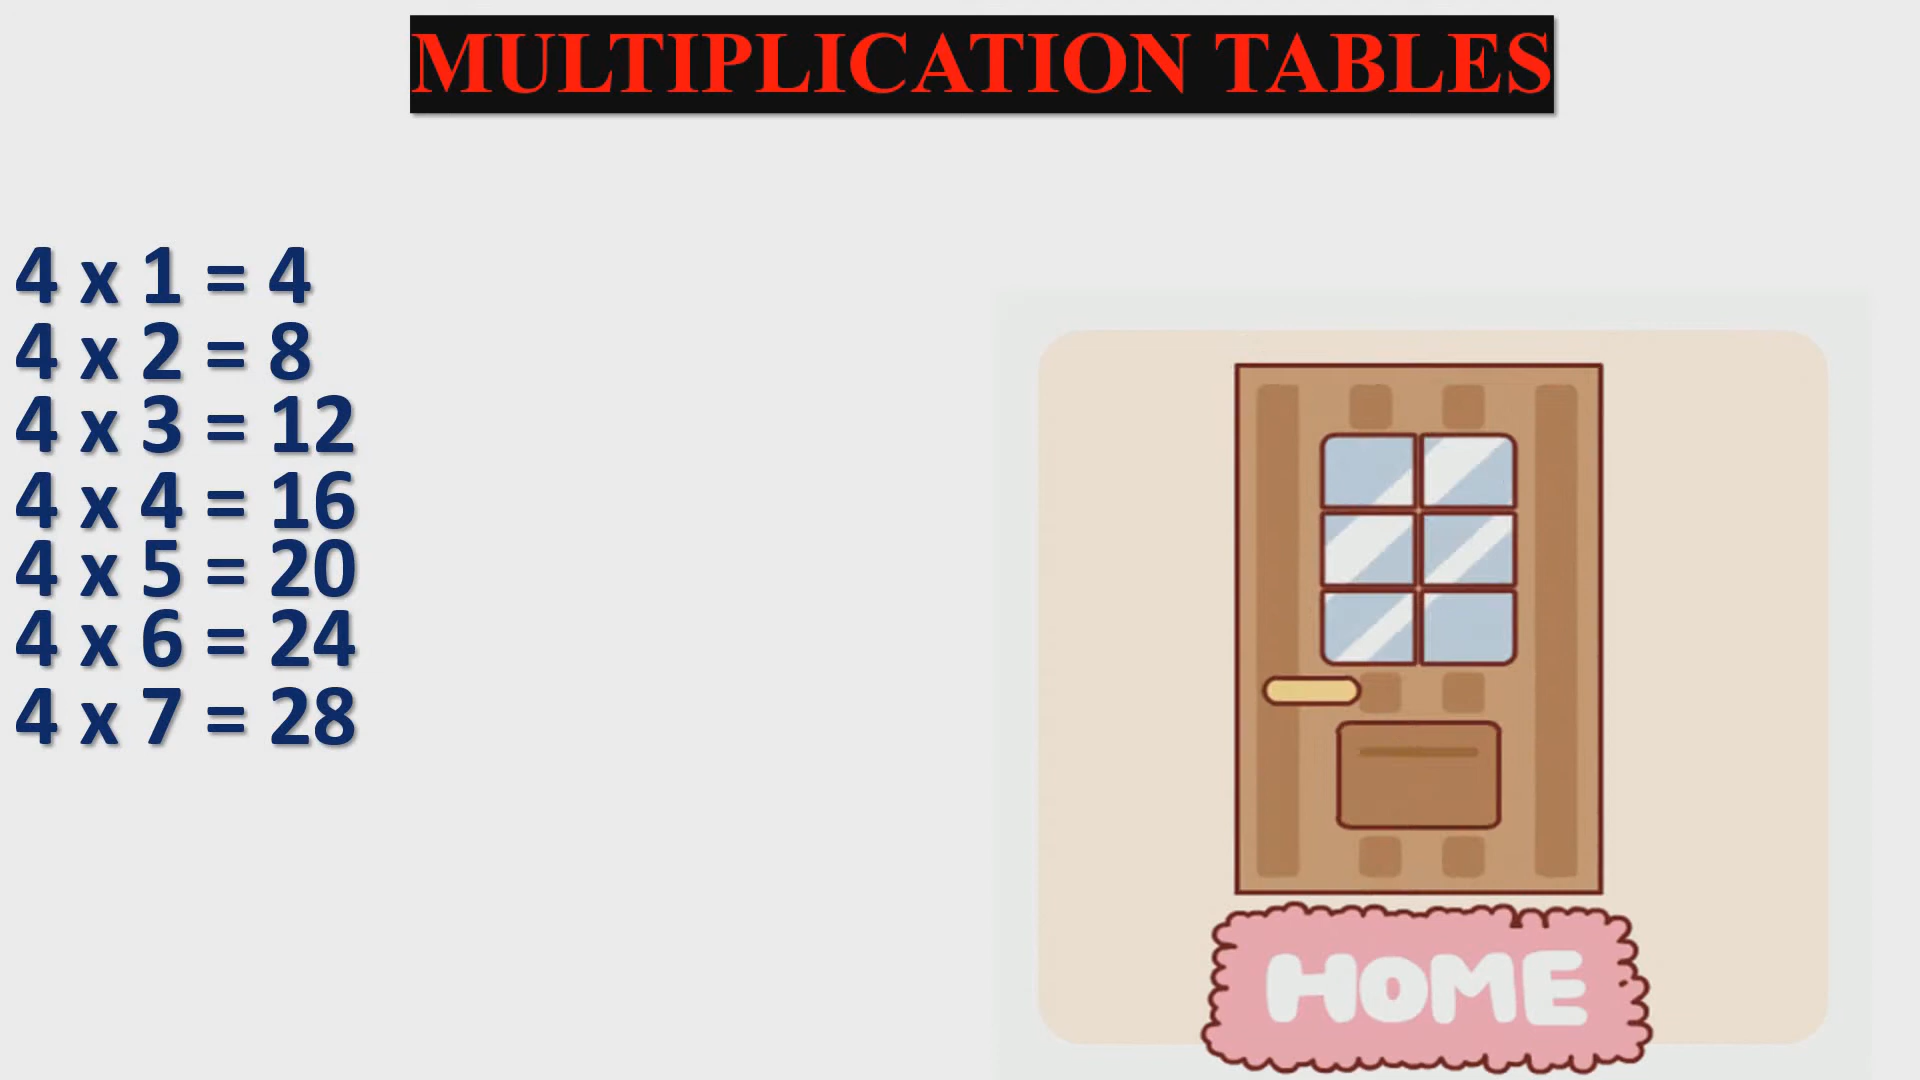 MULTIPLICATION TABLES
4 x 1 = 4
4 x 2 = 8
4 x 3 = 12
4 x 4 = 16
4 x 5 = 20
4 x 6 = 24
4 x 7 = 28
HOME